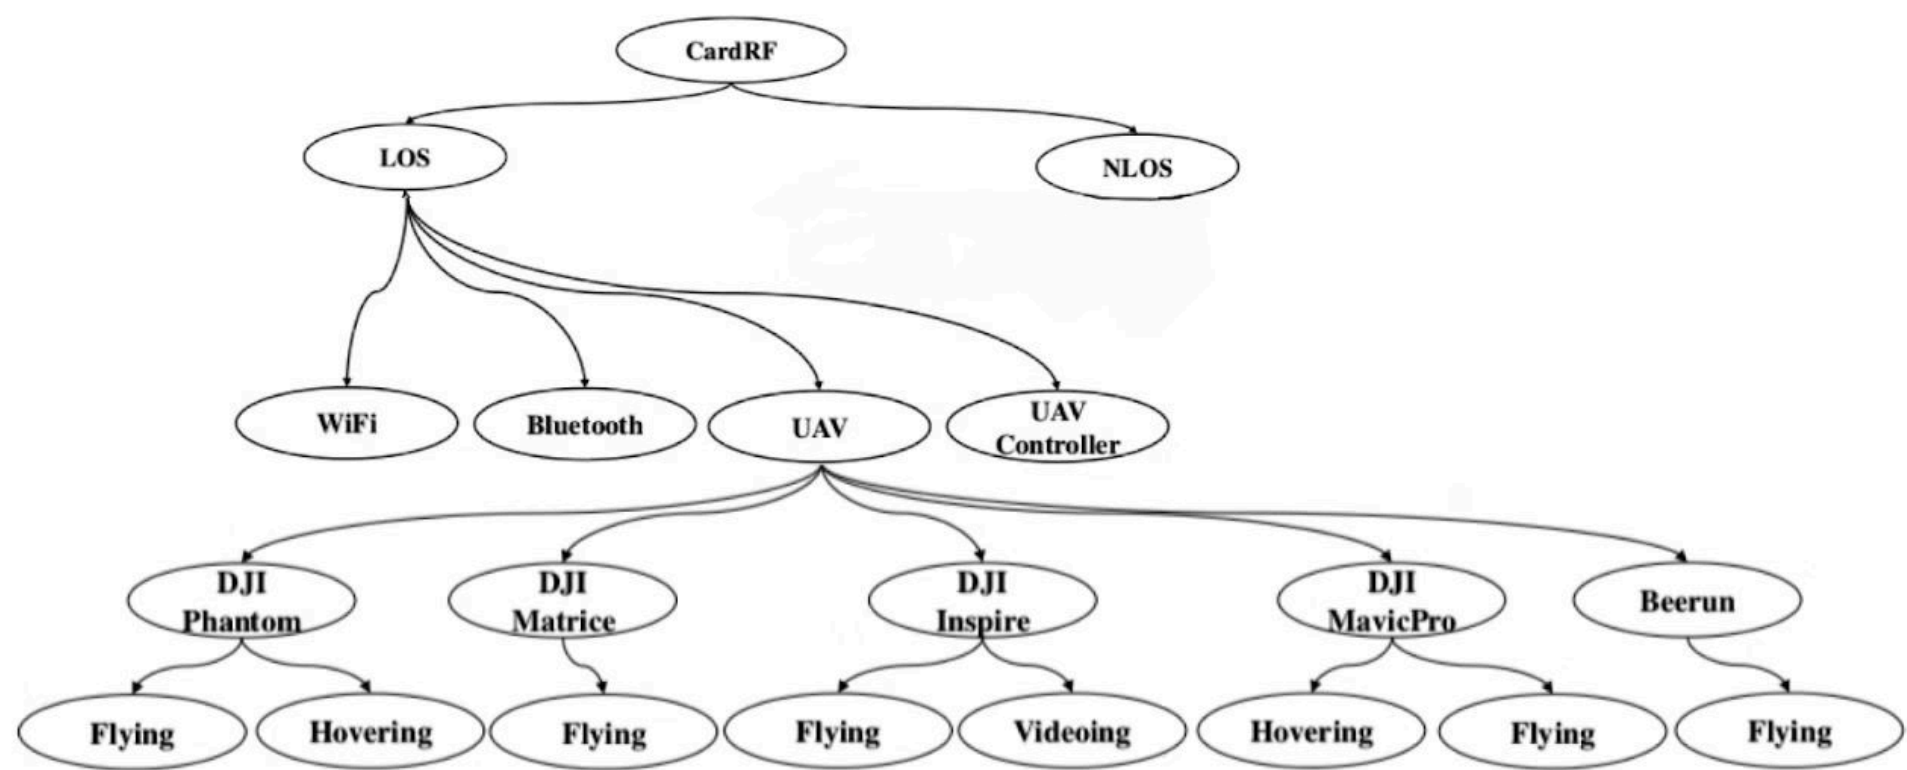 CardRF
LOS
NLOS
WiFi
Bluetooth
UAV
UAV
Controller
DJI
Phantom
DJI
Matrice
DJI
Inspire
DJI
MavicPro
Beerun
Flying
Hovering
Flying
Flying
Videoing
Hovering
Flying
Flying